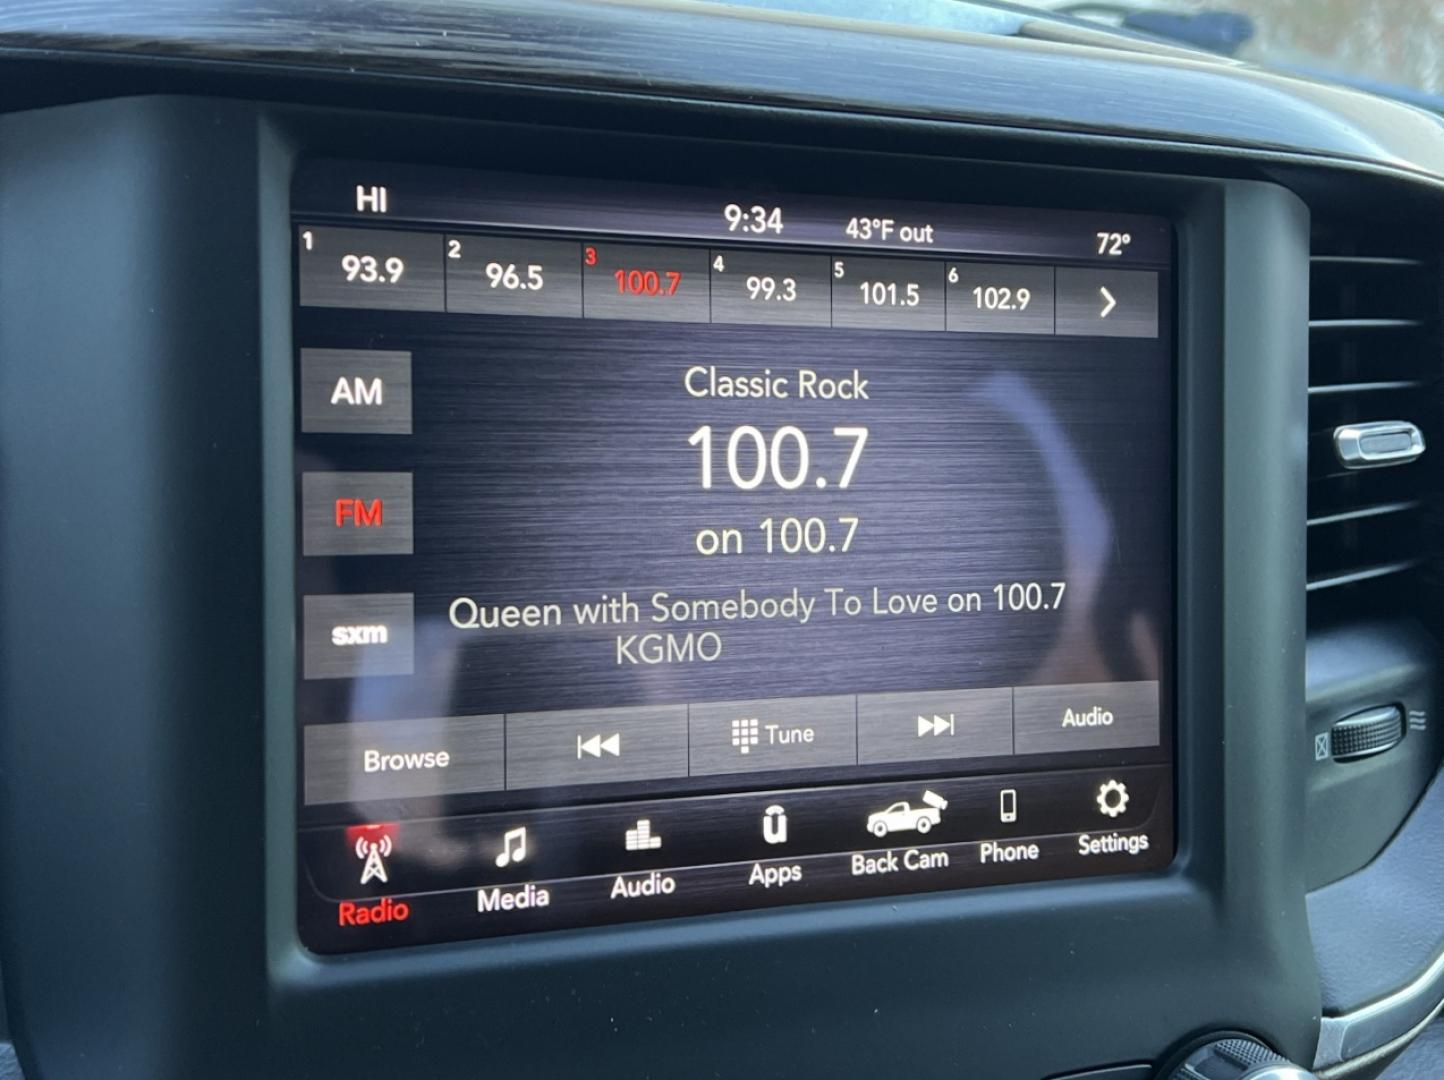 HI 9:34 43°F out 72°
1 93.9 2 96.5 3 100.7 4 99.3 5 101.5 6 102.9
AM
Classic Rock
100.7
FM
on 100.7
sxm
Queen with Somebody To Love on 100.7
KGMO
Browse Tune Audio
Radio Media Audio Apps Back Cam Phone Settings